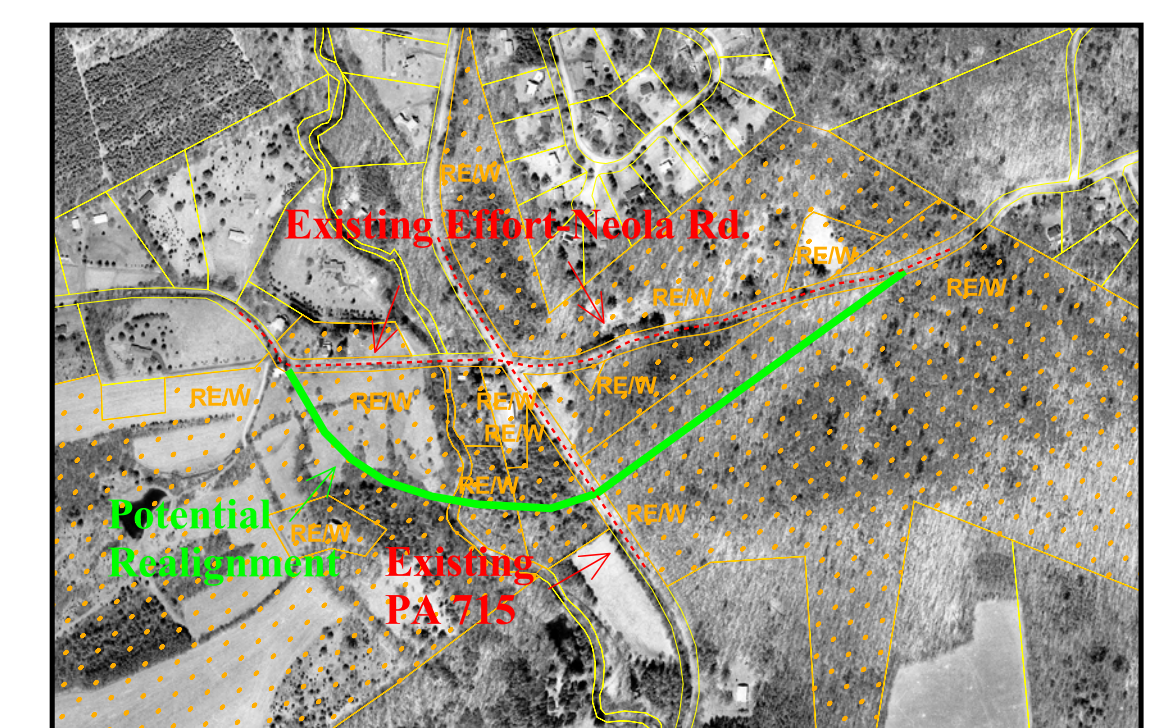 RE/W
Existing Effort-Neola Rd.
RE/W
RE/W
RE/W
RE/W
RE/W
RE/W
RE/W
RE/W
RE/W
RE/W
Potential
Realignment
RE/W
RE/W
Existing
PA 715